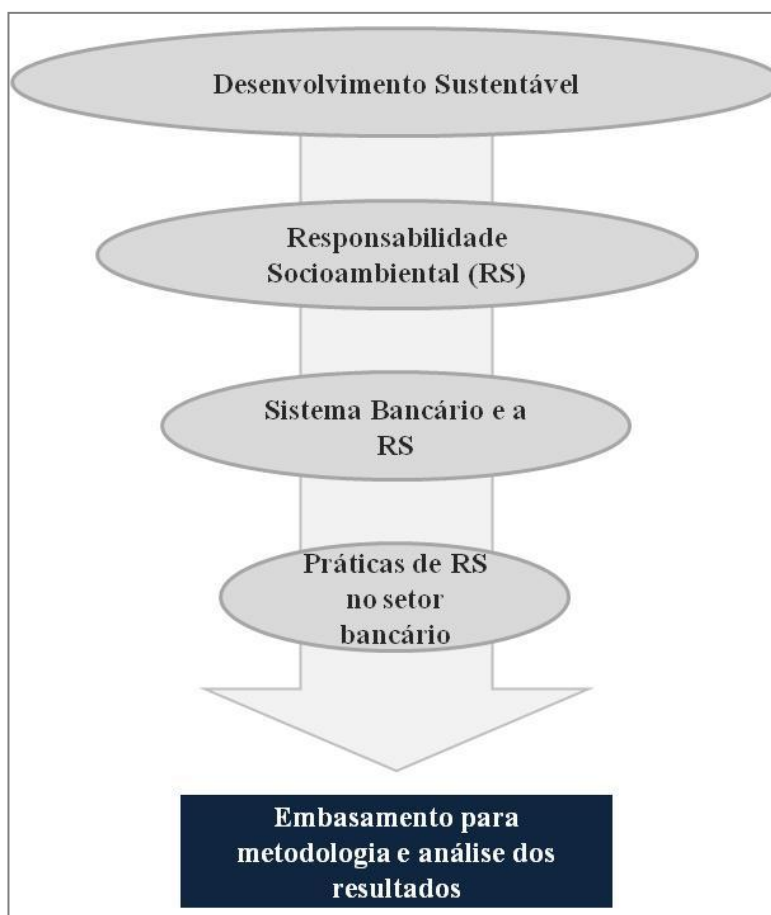 Desenvolvimento Sustentável
Responsabilidade
Socioambiental (RS)
Sistema Bancário e a
RS
Práticas de RS
no setor
bancário
Embasamento para
metodologia e análise dos
resultados